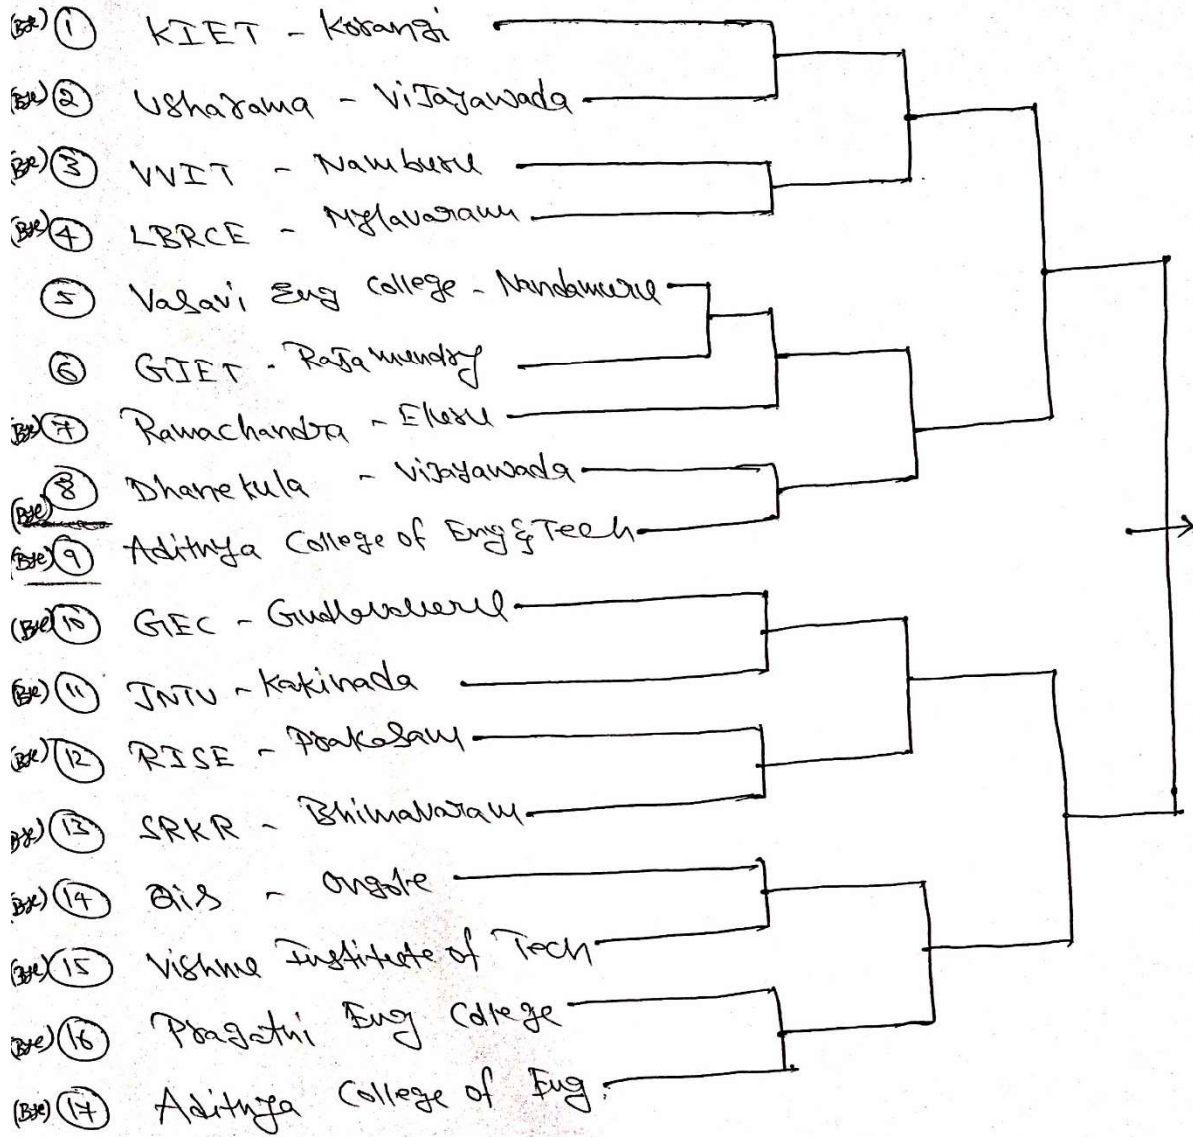 (Bye) 1 KIET - Korangi
(Bye) 2 Usharama - Vijayawada
(Bye) 3 VVIT - Namburu
(Bye) 4 LBRCE - Mylavaram
5 Vasavi Eng College - Nandamuru
6 GIET - Rajamundry
(Bye) 7 Ramachandra - Eluru
(Bye) 8 Dhanekula - Vijayawada
(Bye) 9 Adithya College of Eng & Tech
(Bye) 10 GEC - Gudlavalleru
(Bye) 11 JNTU - Kakinada
(Bye) 12 RISE - Prakasam
(Bye) 13 SRKR - Bhimavaram
(Bye) 14 Qis - Ongole
(Bye) 15 Vishnu Institute of Tech
(Bye) 16 Pragathi Eng College
(Bye) 17 Adithya College of Eng.